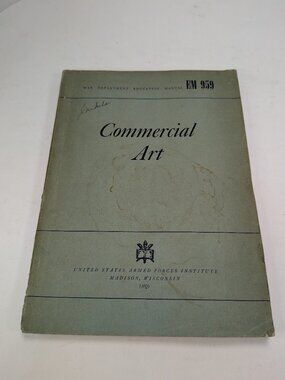 WAR DEPARTMENT EDUCATION MANUAL EM 959
Commercial
Art
UNITED STATES ARMED FORCES INSTITUTE
MADISON, WISCONSIN